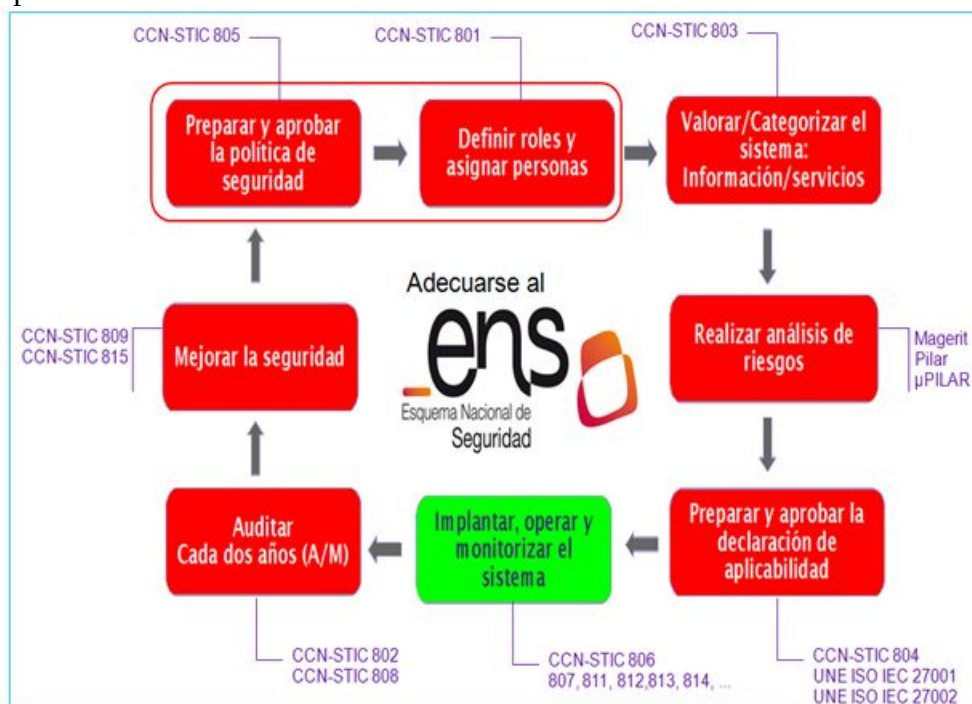 CCN-STIC 805
CCN-STIC 801
CCN-STIC 803
Preparar y aprobar
la política de
seguridad
Definir roles y
asignar personas
Valorar/Categorizar el
sistema:
Información/servicios
Adecuarse al
ens
Esquema Nacional de
Seguridad
CCN-STIC 809
CCN-STIC 815
Mejorar la seguridad
Realizar análisis de
riesgos
Magerit
Pilar
µPILAR
Auditar
Cada dos años (A/M)
Implantar, operar y
monitorizar el
sistema
Preparar y aprobar la
declaración de
aplicabilidad
CCN-STIC 802
CCN-STIC 808
CCN-STIC 806
807, 811, 812,813, 814, ...
CCN-STIC 804
UNE ISO IEC 27001
UNE ISO IEC 27002